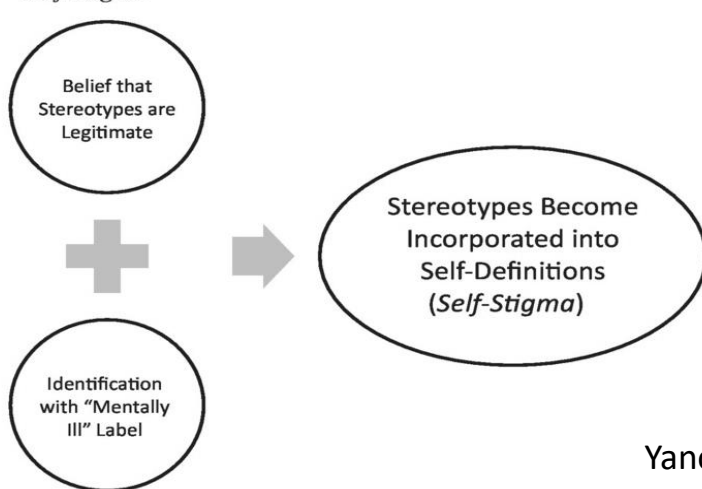 Belief that
Stereotypes are
Legitimate
Stereotypes Become
Incorporated into
Self-Definitions
(Self-Stigma)
Identification
with “Mentally
Ill” Label